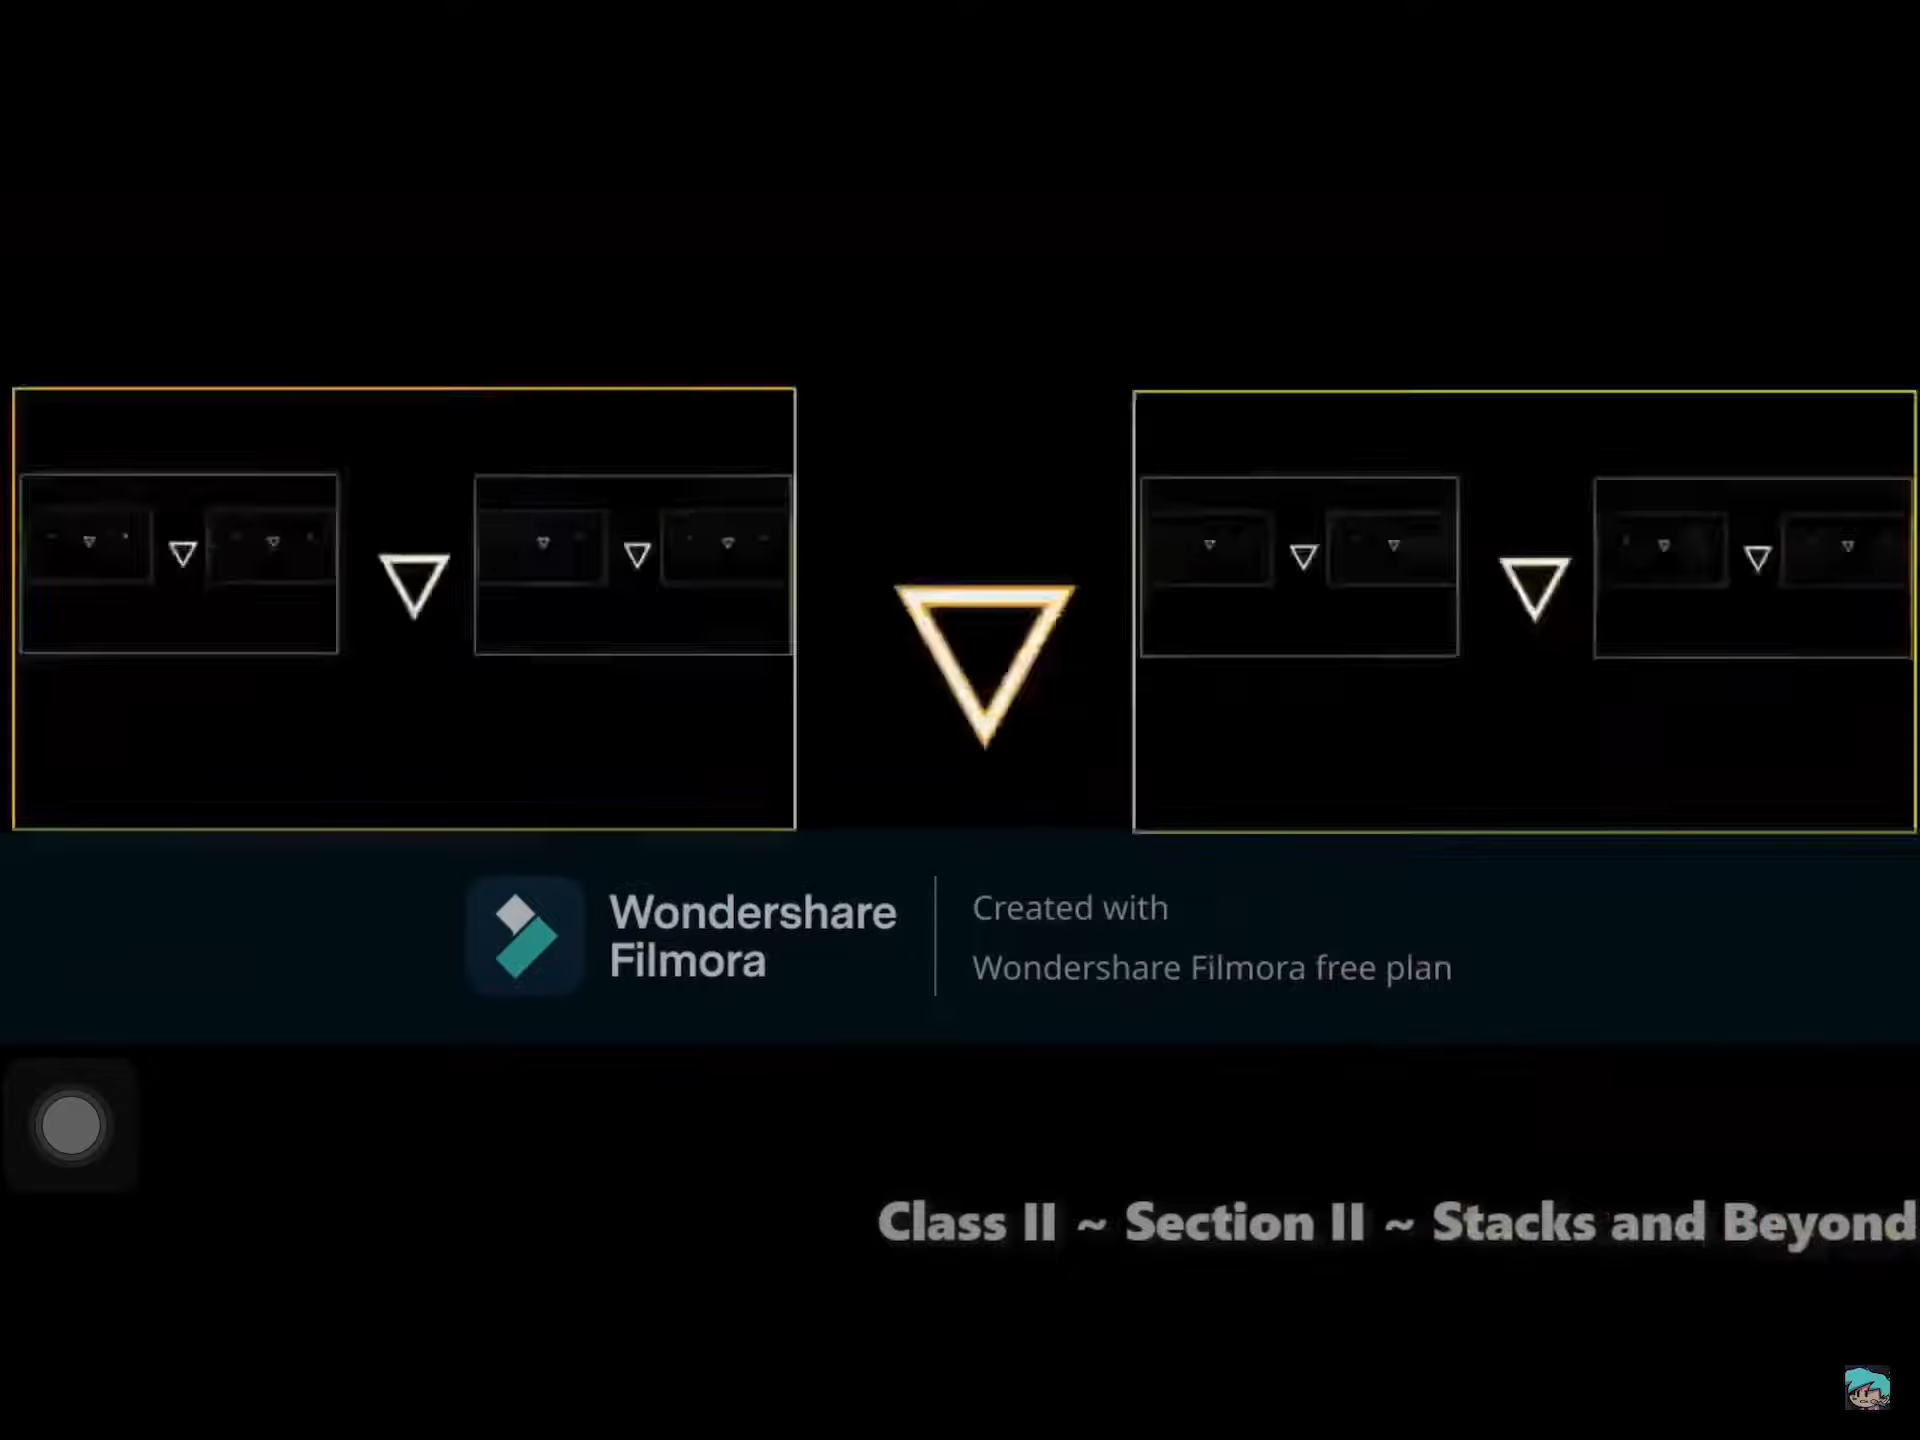 Wondershare
Filmora
Created with
Wondershare Filmora free plan
Class II ~ Section II ~ Stacks and Beyond